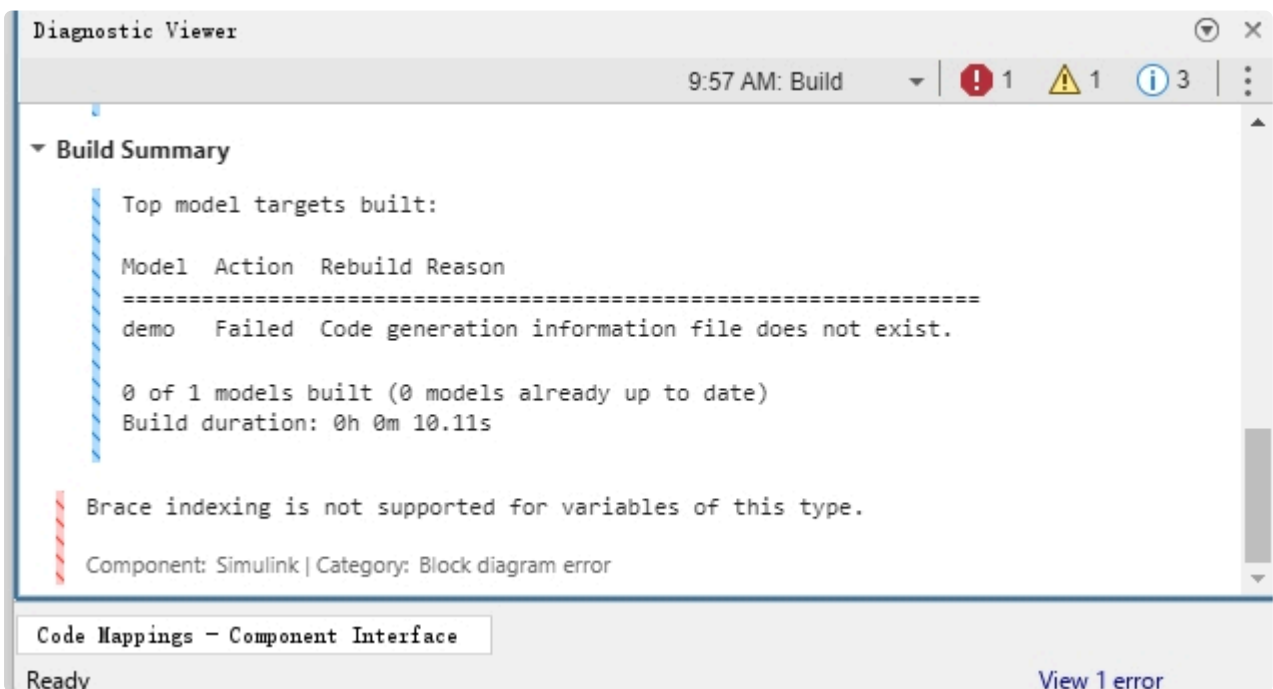 Diagnostic Viewer
9:57 AM: Build 1 1 3
Build Summary
Top model targets built:
Model Action Rebuild Reason
=================================================================
demo Failed Code generation information file does not exist.
0 of 1 models built (0 models already up to date)
Build duration: 0h 0m 10.11s
Brace indexing is not supported for variables of this type.
Component: Simulink | Category: Block diagram error
Code Mappings - Component Interface
Ready View 1 error